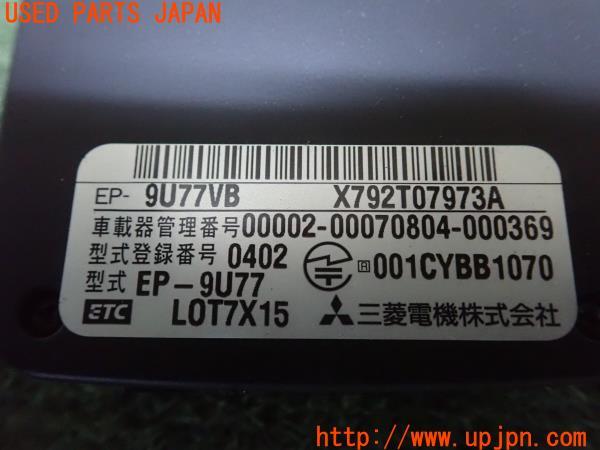 USED PARTS JAPAN
EP- 9U77VB X792T07973A
車載器管理番号00002-00070804-000369
型式登録番号 0402 R 001CYBB1070
型式 EP-9U77
ETC LOT7X15 三菱電機株式会社
http://www.upjpn.com